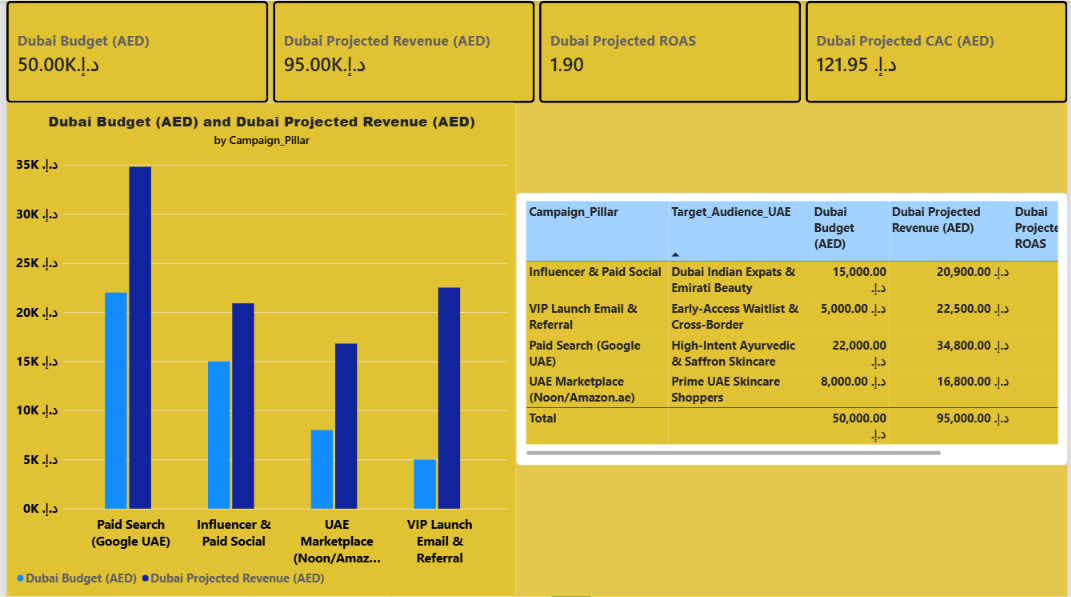 Dubai Budget (AED)
50.00K.د.إ
Dubai Projected Revenue (AED)
95.00K.د.إ
Dubai Projected ROAS
1.90
Dubai Projected CAC (AED)
121.95 د.إ.
Dubai Budget (AED) and Dubai Projected Revenue (AED)
by Campaign_Pillar
35K د.إ.
30K د.إ.
25K د.إ.
20K د.إ.
15K د.إ.
10K د.إ.
5K د.إ.
0K د.إ.
Paid Search
(Google UAE)
Influencer &
Paid Social
UAE
Marketplace
(Noon/Amaz...
VIP Launch
Email &
Referral
Dubai Budget (AED) Dubai Projected Revenue (AED)
Campaign_Pillar Target_Audience_UAE Dubai Dubai Projected Dubai
Budget Revenue (AED) Projecte
(AED) ROAS
Influencer & Paid Social Dubai Indian Expats & 15,000.00 20,900.00 د.إ.
Emirati Beauty د.إ.
VIP Launch Email & Early-Access Waitlist & 5,000.00 د.إ. 22,500.00 د.إ.
Referral Cross-Border
Paid Search (Google High-Intent Ayurvedic 22,000.00 34,800.00 د.إ.
UAE) & Saffron Skincare د.إ.
UAE Marketplace Prime UAE Skincare 8,000.00 د.إ. 16,800.00 د.إ.
(Noon/Amazon.ae) Shoppers
Total 50,000.00 95,000.00 د.إ.
د.إ.